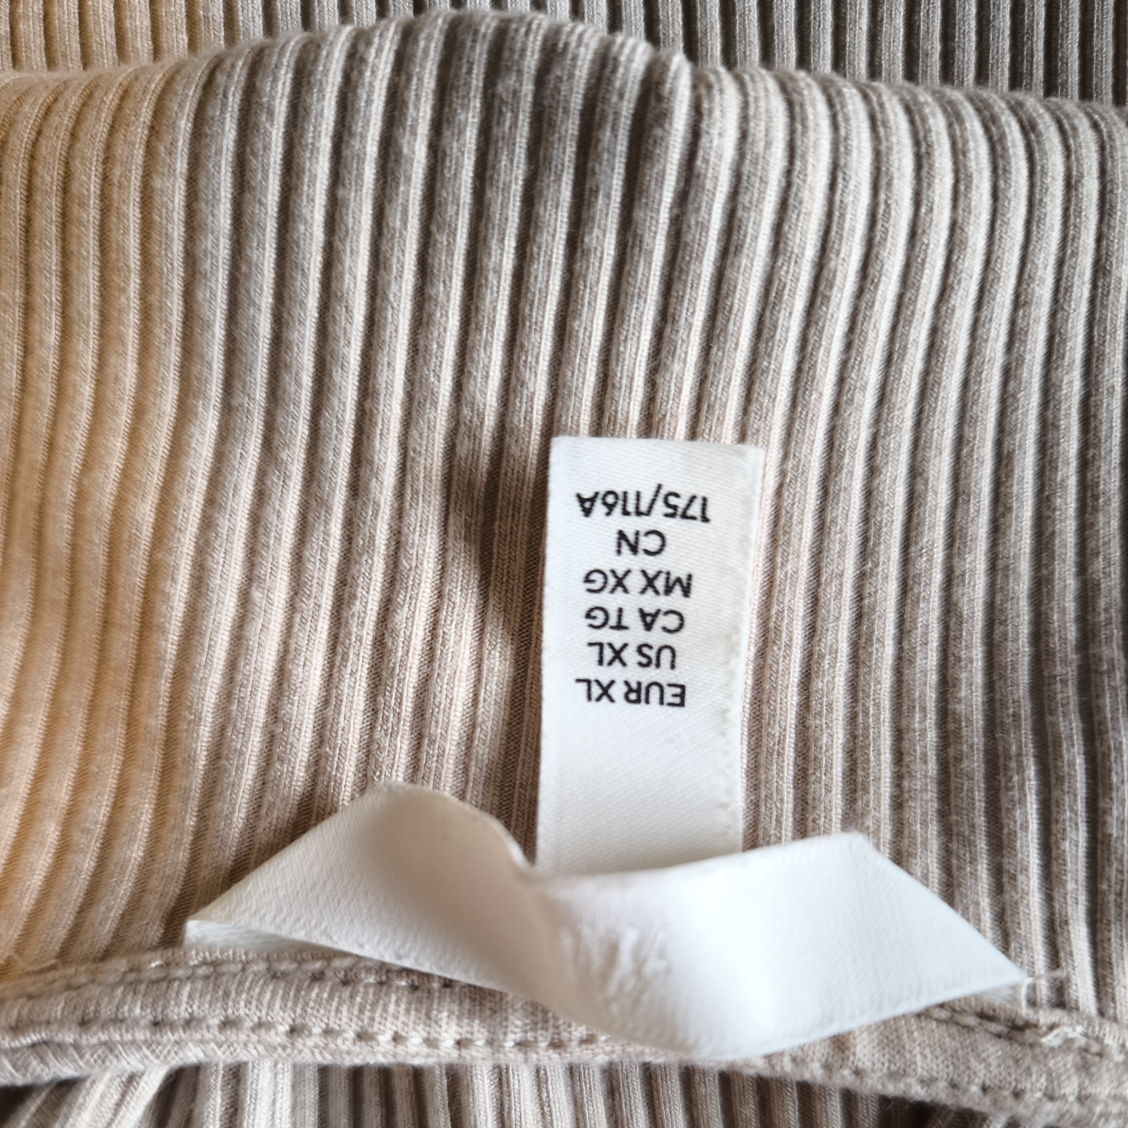 EUR XL
US XL
CA TG
MX XG
CN
175/116A